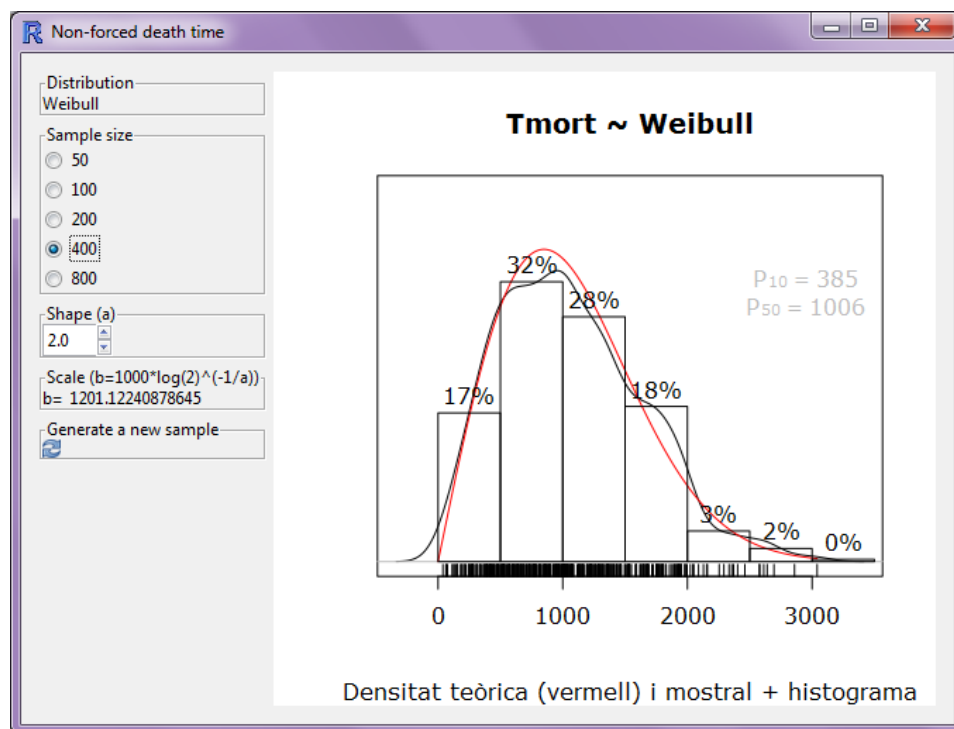 Non-forced death time
Distribution
Weibull
Sample size
50
100
200
400
800
Shape (a)
2.0
Scale (b=1000*log(2)^(-1/a))
b= 1201.12240878645
Generate a new sample
Tmort ~ Weibull
P10 = 385
P50 = 1006
17%
32%
28%
18%
3%
2%
0%
0
1000
2000
3000
Densitat teòrica (vermell) i mostral + histograma